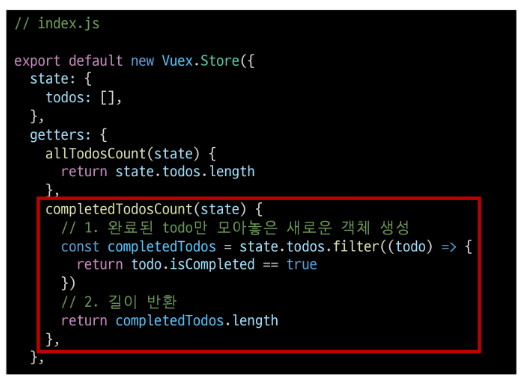 // index.js
export default new Vuex.Store({
state: {
todos: [],
},
getters: {
allTodosCount(state) {
return state.todos.length
},
completedTodosCount(state) {
// 1. 완료된 todo만 모아놓은 새로운 객체 생성
const completedTodos = state.todos.filter((todo) => {
return todo.isCompleted == true
})
// 2. 길이 반환
return completedTodos.length
},
},